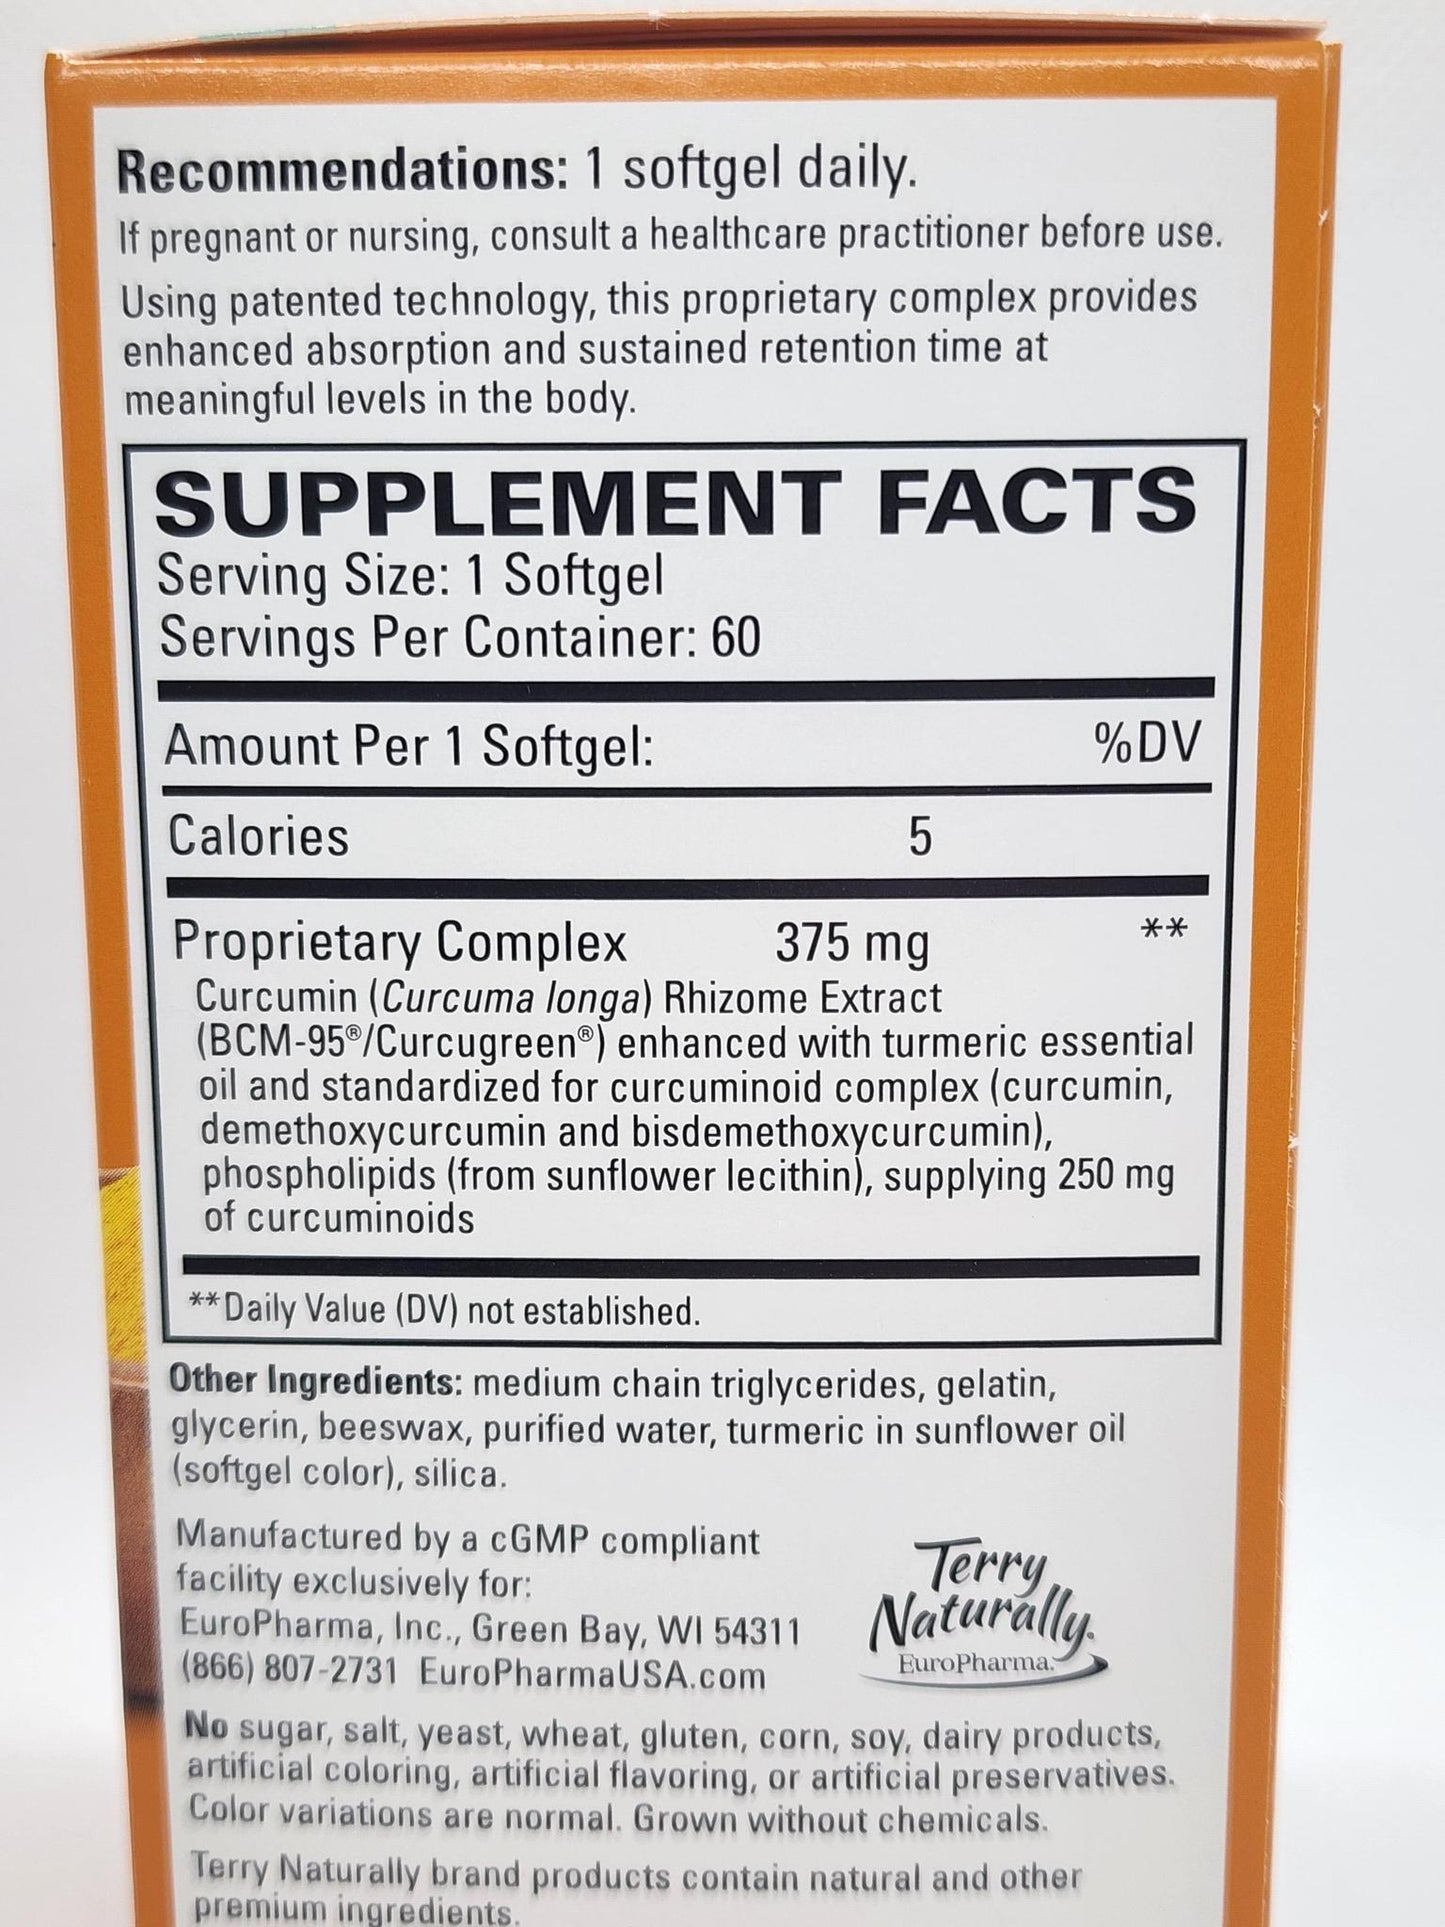 Recommendations: 1 softgel daily.
If pregnant or nursing, consult a healthcare practitioner before use.
Using patented technology, this proprietary complex provides
enhanced absorption and sustained retention time at
meaningful levels in the body.
SUPPLEMENT FACTS
Serving Size: 1 Softgel
Servings Per Container: 60
Amount Per 1 Softgel: %DV
Calories 5
Proprietary Complex 375 mg **
Curcumin (Curcuma longa) Rhizome Extract
(BCM-95®/Curcugreen®) enhanced with turmeric essential
oil and standardized for curcuminoid complex (curcumin,
demethoxycurcumin and bisdemethoxycurcumin),
phospholipids (from sunflower lecithin), supplying 250 mg
of curcuminoids
**Daily Value (DV) not established.
Other Ingredients: medium chain triglycerides, gelatin,
glycerin, beeswax, purified water, turmeric in sunflower oil
(softgel color), silica.
Manufactured by a cGMP compliant
facility exclusively for:
EuroPharma, Inc., Green Bay, WI 54311
(866) 807-2731 EuroPharmaUSA.com
Terry
Naturally.
EuroPharma.
No sugar, salt, yeast, wheat, gluten, corn, soy, dairy products,
artificial coloring, artificial flavoring, or artificial preservatives.
Color variations are normal. Grown without chemicals.
Terry Naturally brand products contain natural and other
premium ingredients.